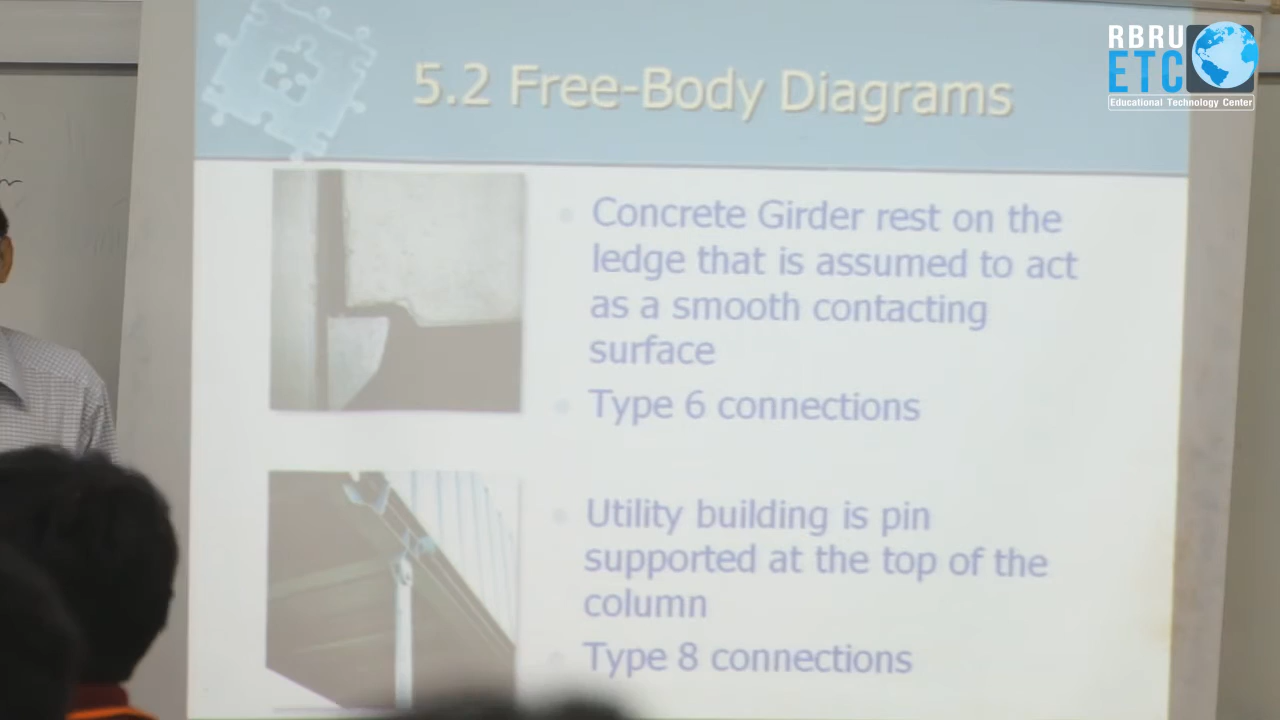 RBRU
ETC
Educational Technology Center
5.2 Free-Body Diagrams
Concrete Girder rest on the
ledge that is assumed to act
as a smooth contacting
surface
Type 6 connections
Utility building is pin
supported at the top of the
column
Type 8 connections